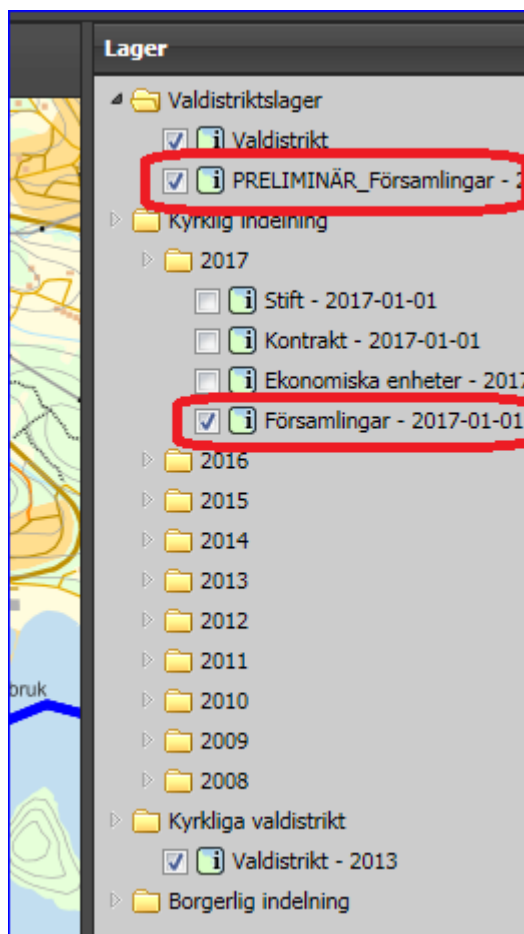 Lager
Valdistriktslager
Valdistrikt
PRELIMINÄR_Församlingar - 2
Kyrklig indelning
2017
Stift - 2017-01-01
Kontrakt - 2017-01-01
Ekonomiska enheter - 2017
Församlingar - 2017-01-01
2016
2015
2014
2013
2012
2011
bruk
2010
2009
2008
Kyrkliga valdistrikt
Valdistrikt - 2013
Borgerlig indelning